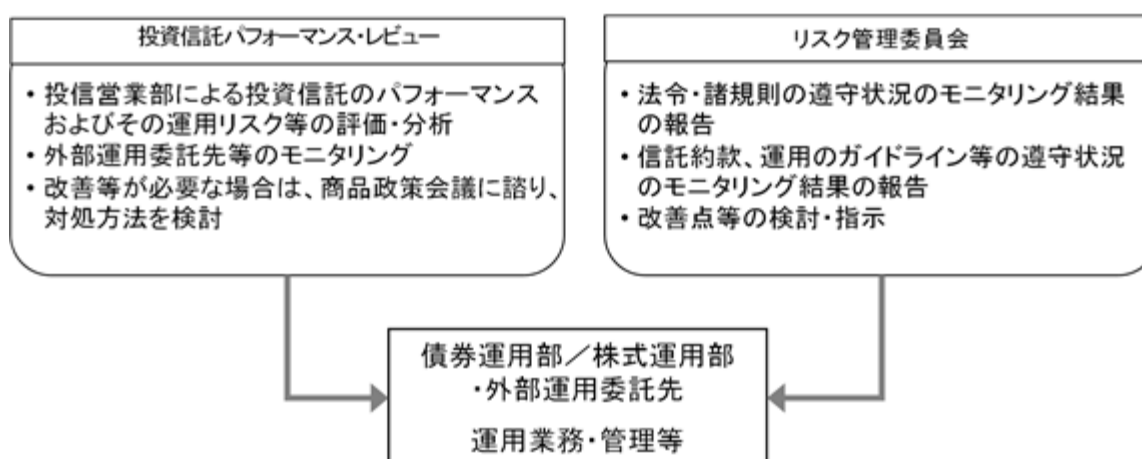 投資信託パフォーマンス・レビュー
・投信営業部による投資信託のパフォーマンス
およびその運用リスク等の評価・分析
・外部運用委託先等のモニタリング
・改善等が必要な場合は、商品政策会議に諮り、
対処方法を検討
リスク管理委員会
・法令・諸規則の遵守状況のモニタリング結果
の報告
・信託約款、運用のガイドライン等の遵守状況
のモニタリング結果の報告
・改善点等の検討・指示
債券運用部／株式運用部
・外部運用委託先
運用業務・管理等